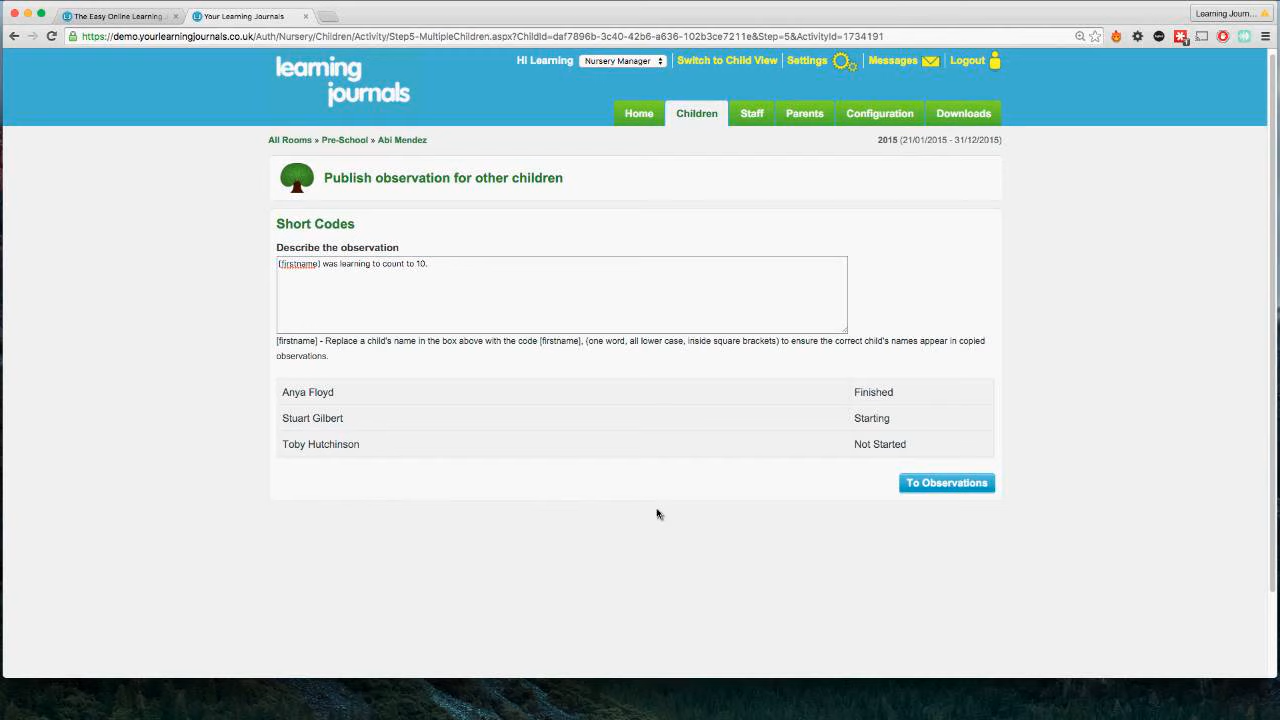 The Easy Online Learning
Your Learning Journals
Learning Journ...
https://demo.yourlearningjournals.co.uk/Auth/Nursery/Children/Activity/Step5-MultipleChildren.aspx?ChildId=daf7896b-3c40-42b6-a636-102b3ce7211e&Step=5&ActivityId=1734191
learning journals
Hi Learning Nursery Manager Switch to Child View Settings Messages Logout
Home Children Staff Parents Configuration Downloads
All Rooms » Pre-School » Abi Mendez
2015 (21/01/2015 - 31/12/2015)
Publish observation for other children
Short Codes
Describe the observation
[firstname] was learning to count to 10.
[firstname] - Replace a child's name in the box above with the code [firstname], (one word, all lower case, inside square brackets) to ensure the correct child's names appear in copied
observations.
Anya Floyd Finished
Stuart Gilbert Starting
Toby Hutchinson Not Started
To Observations